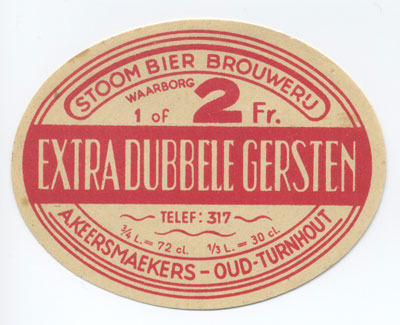 STOOM BIER BROUWERIJ
WAARBORG
1 of 2 Fr.
EXTRA DUBBELE GERSTEN
TELEF: 317
¾ L. = 72 cl. ⅓ L. = 30 cl.
AKEERSMAEKERS - OUD-TURNHOUT